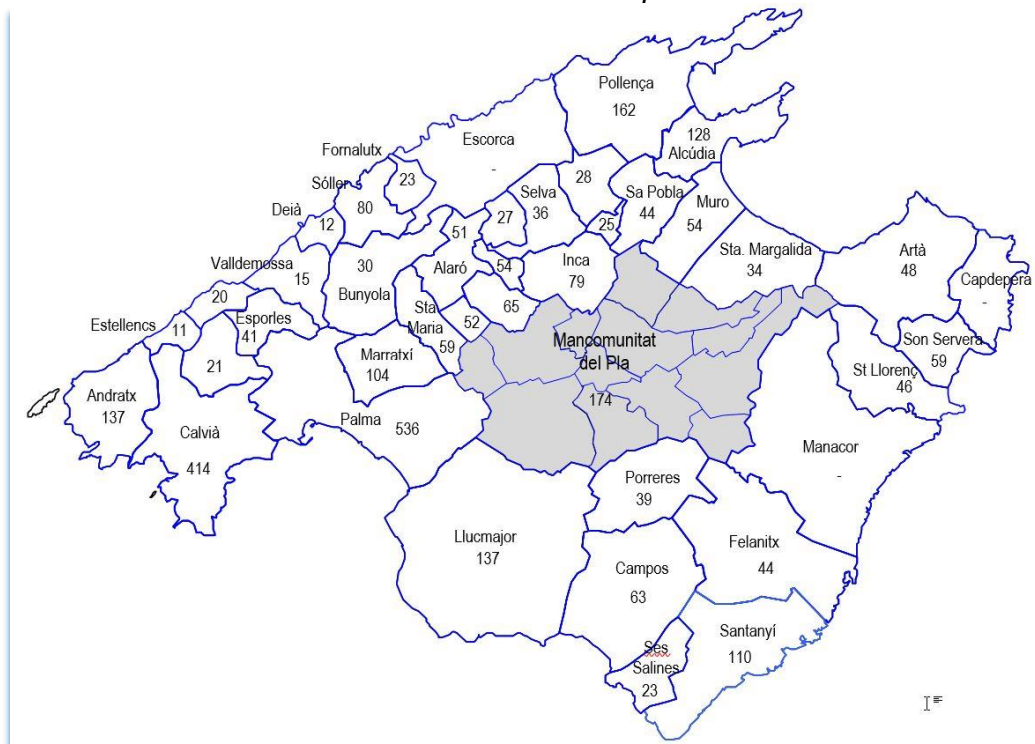 Pollença
162
128
Alcúdia
Escorca
-
Fornalutx
23
Sóller
80
Selva
36
28
Sa Pobla
44
Muro
54
Deià
12
27
25
51
Artà
48
Valldemossa
15
30
Bunyola
Alaró
54
Inca
79
Sta. Margalida
34
Capdepera
-
20
65
Estellencs
11
Esporles
41
Sta
Maria
59
52
Mancomunitat
del Pla
174
Son Servera
59
21
Marratxí
104
St Llorenç
46
Andratx
137
Calvià
414
Palma
536
Manacor
-
Porreres
39
Llucmajor
137
Felanitx
44
Campos
63
Santanyí
110
Ses
Salines
23